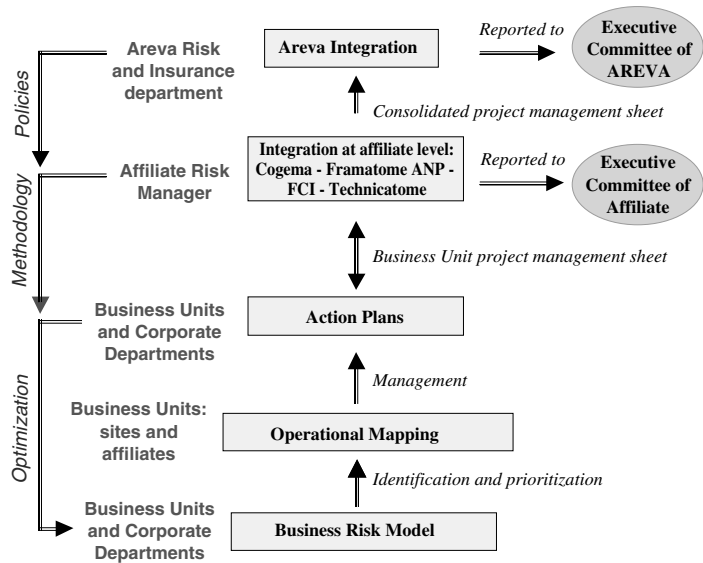 Areva Risk
and Insurance
department
Areva Integration
Reported to
Executive
Committee of
AREVA
Policies
Consolidated project management sheet
Affiliate Risk
Manager
Integration at affiliate level:
Cogema - Framatome ANP -
FCI - Technicatome
Reported to
Executive
Committee of
Affiliate
Methodology
Business Unit project management sheet
Business Units
and Corporate
Departments
Action Plans
Management
Optimization
Business Units:
sites and
affiliates
Operational Mapping
Identification and prioritization
Business Units
and Corporate
Departments
Business Risk Model